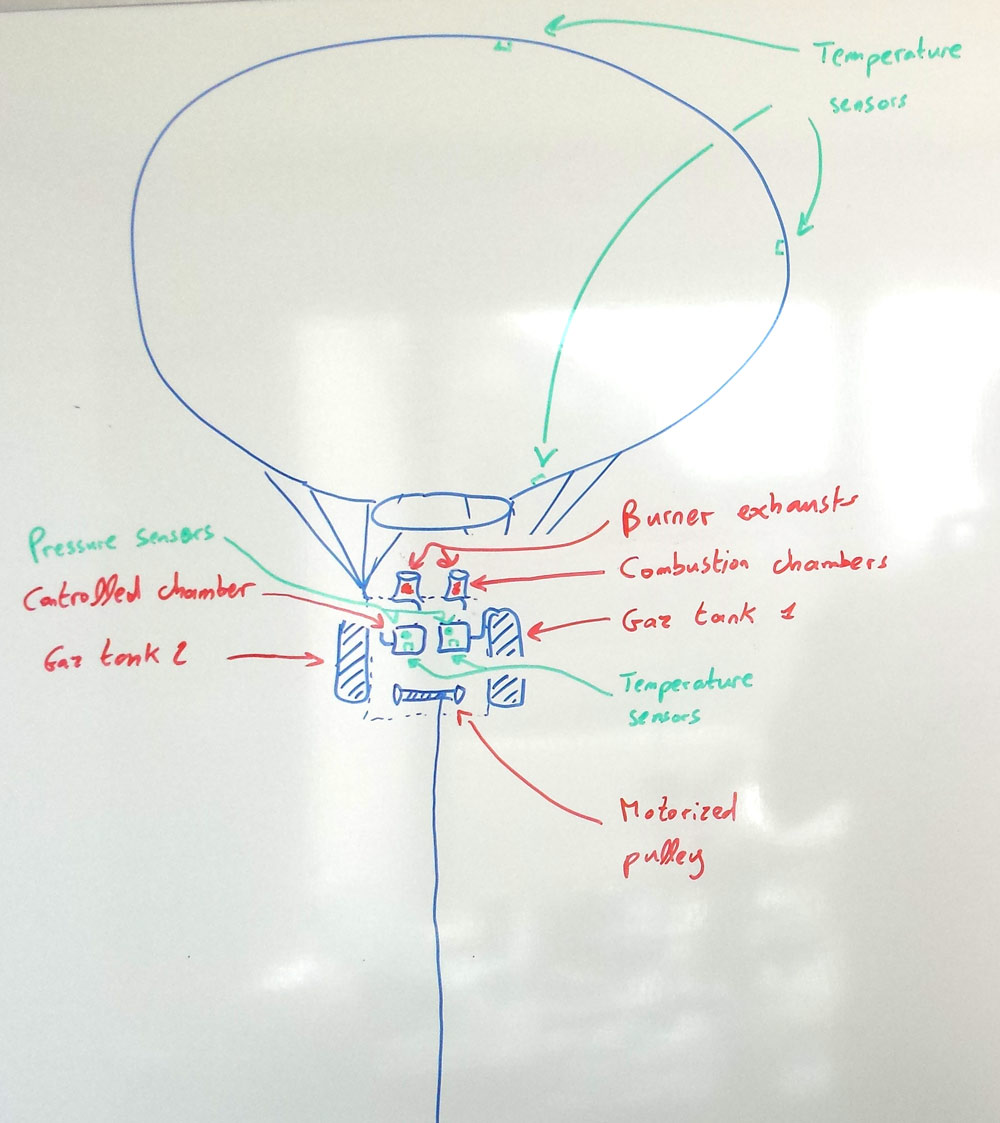 Temperature
sensors
Burner exhausts
Pressure sensors
Combustion chambers
Controlled chamber
Gaz tank 1
Gaz tank 2
Temperature
sensors
Motorized
pulley